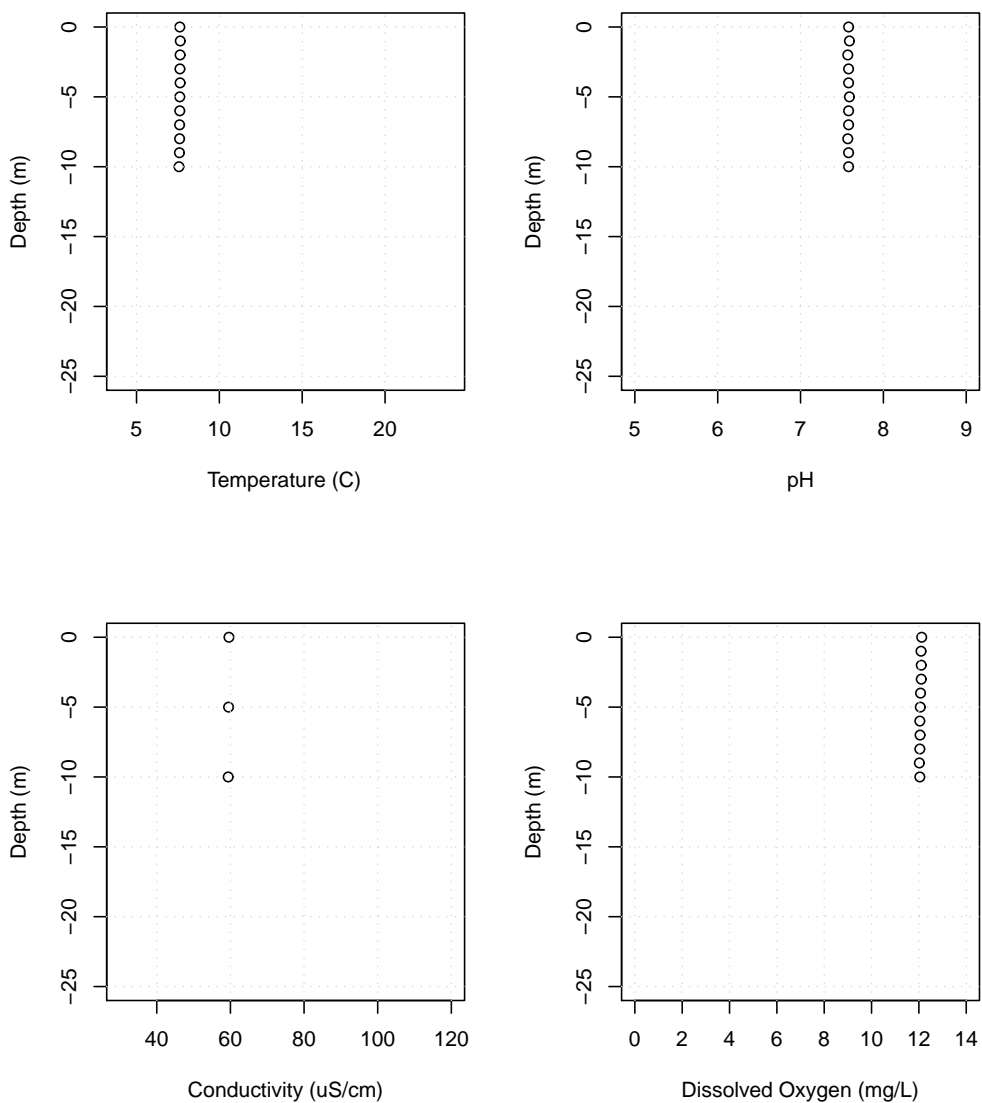 0
−5
−10
−15
−20
−25
Depth (m)
5 10 15 20
Temperature (C)
0
−5
−10
−15
−20
−25
Depth (m)
5 6 7 8 9
pH
0
−5
−10
−15
−20
−25
Depth (m)
40 60 80 100 120
Conductivity (uS/cm)
0
−5
−10
−15
−20
−25
Depth (m)
0 2 4 6 8 10 12 14
Dissolved Oxygen (mg/L)